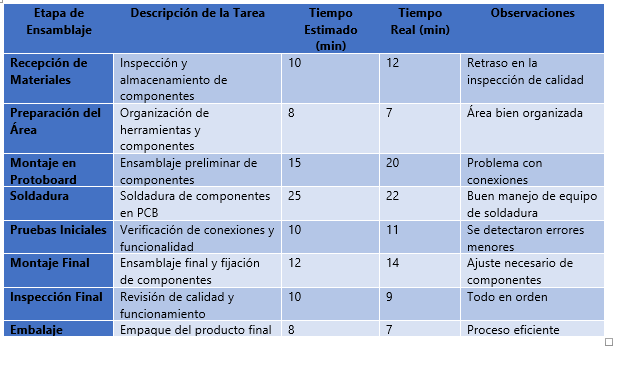 Etapa de Ensamblaje Descripción de la Tarea Tiempo Estimado (min) Tiempo Real (min) Observaciones
Recepción de Materiales Inspección y almacenamiento de componentes 10 12 Retraso en la inspección de calidad
Preparación del Área Organización de herramientas y componentes 8 7 Área bien organizada
Montaje en Protoboard Ensamblaje preliminar de componentes 15 20 Problema con conexiones
Soldadura Soldadura de componentes en PCB 25 22 Buen manejo de equipo de soldadura
Pruebas Iniciales Verificación de conexiones y funcionalidad 10 11 Se detectaron errores menores
Montaje Final Ensamblaje final y fijación de componentes 12 14 Ajuste necesario de componentes
Inspección Final Revisión de calidad y funcionamiento 10 9 Todo en orden
Embalaje Empaque del producto final 8 7 Proceso eficiente